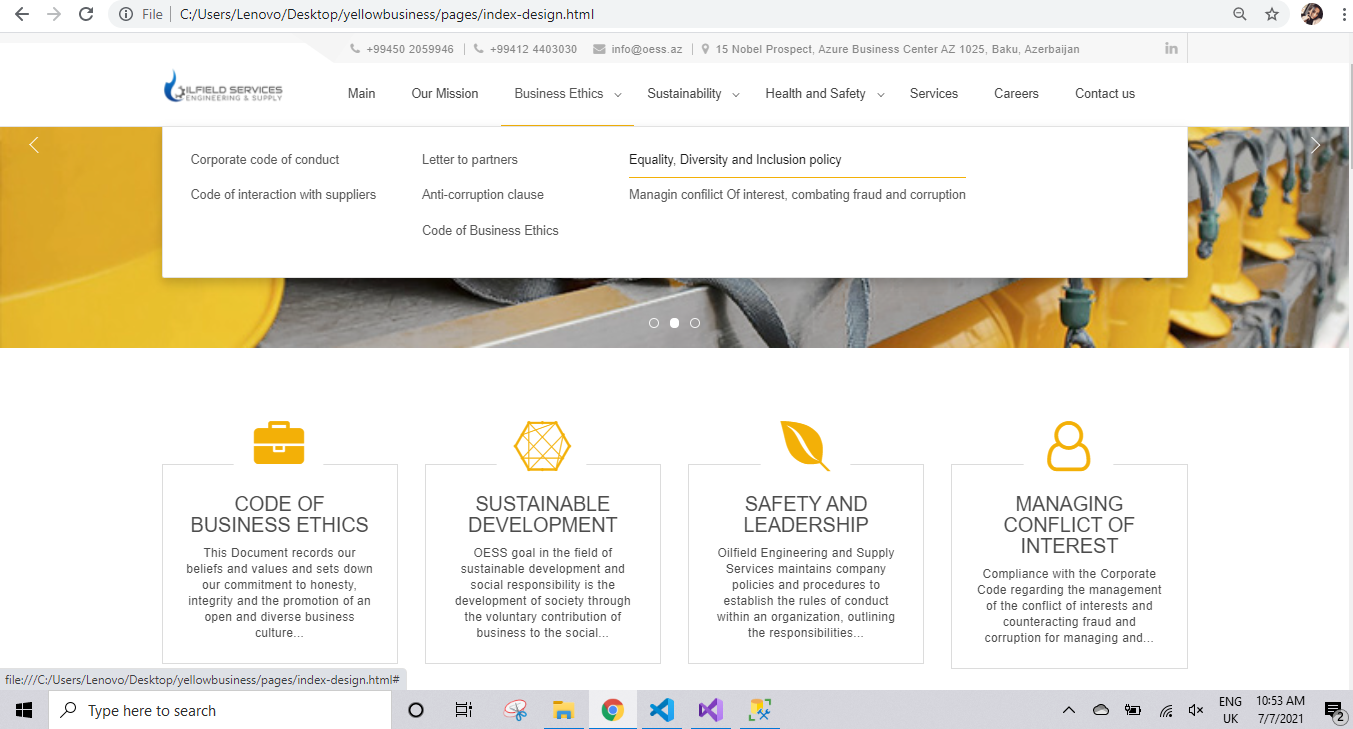 File
C:/Users/Lenovo/Desktop/yellowbusiness/pages/index-design.html
+99450 2059946 | +99412 4403030 info@oess.az | 15 Nobel Prospect, Azure Business Center AZ 1025, Baku, Azerbaijan
in
ILFIELD SERVICES
ENGINEERING & SUPPLY
Main Our Mission Business Ethics Sustainability Health and Safety Services Careers Contact us
Corporate code of conduct
Code of interaction with suppliers
Letter to partners
Anti-corruption clause
Code of Business Ethics
Equality, Diversity and Inclusion policy
Managin confilict Of interest, combating fraud and corruption
CODE OF
BUSINESS ETHICS
This Document records our
beliefs and values and sets down
our commitment to honesty,
integrity and the promotion of an
open and diverse business
culture...
SUSTAINABLE
DEVELOPMENT
OESS goal in the field of
sustainable development and
social responsibility is the
development of society through
the voluntary contribution of
business to the social...
SAFETY AND
LEADERSHIP
Oilfield Engineering and Supply
Services maintains company
policies and procedures to
establish the rules of conduct
within an organization, outlining
the responsibilities...
MANAGING
CONFLICT OF
INTEREST
Compliance with the Corporate
Code regarding the management
of the conflict of interests and
counteracting fraud and
corruption for managing and...
file:///C:/Users/Lenovo/Desktop/yellowbusiness/pages/index-design.html#
Type here to search
ENG
UK
10:53 AM
7/7/2021
2